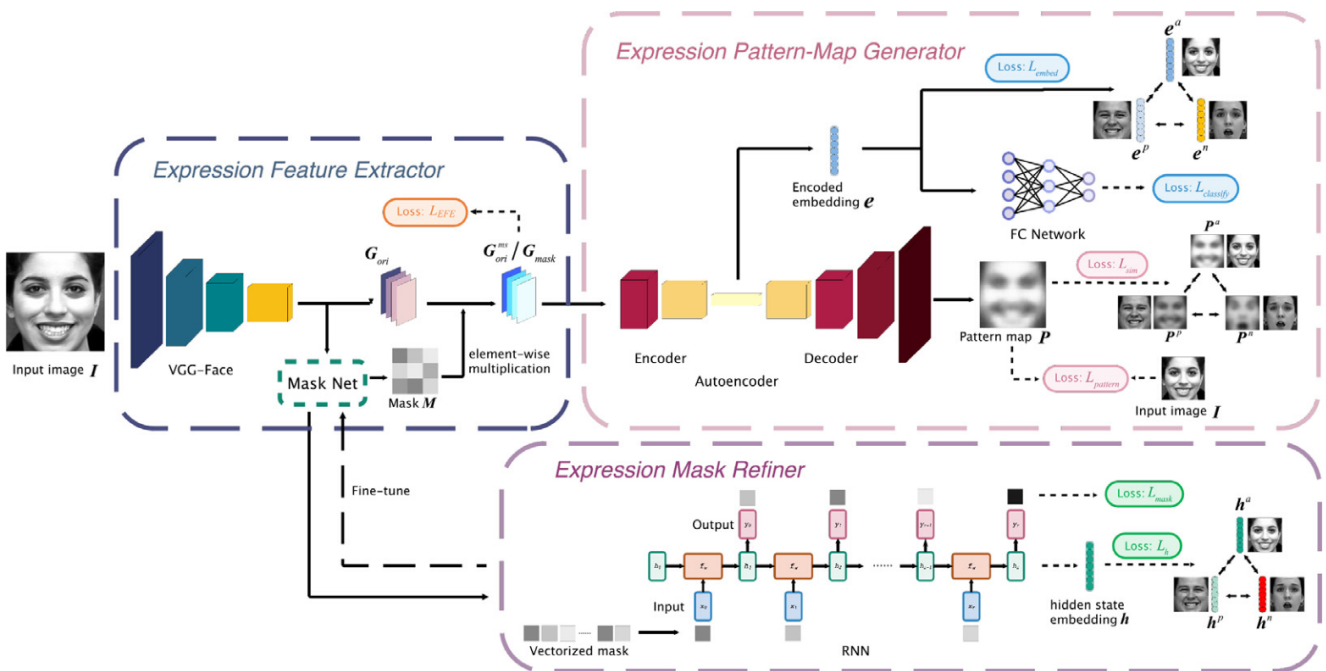 Expression Pattern-Map Generator
Loss: L_embed
e^a
e^p
e^n
Encoded
embedding e
FC Network
Loss: L_classify
Expression Feature Extractor
Loss: L_EFE
G_ori
G_ori^ms / G_mask
Input image I
VGG-Face
Mask Net
Mask M
element-wise
multiplication
Encoder
Autoencoder
Decoder
Pattern map P
Loss: L_sim
P^a
P^p
P^n
Loss: L_pattern
Input image I
Fine-tune
Expression Mask Refiner
Output
Input
Vectorized mask
RNN
Loss: L_mask
Loss: L_h
hidden state
embedding h
h^a
h^p
h^n